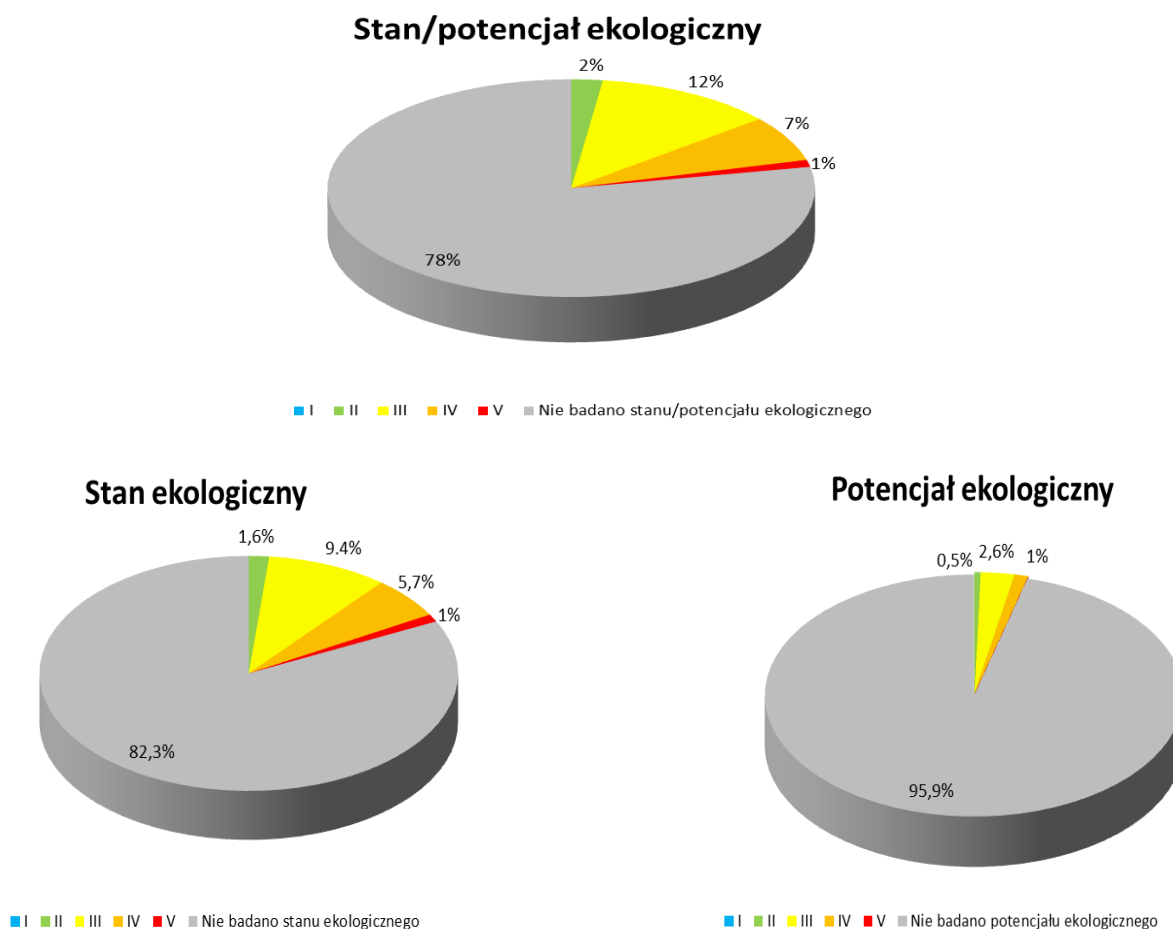 Stan/potencjał ekologiczny
2%
12%
7%
1%
78%
I II III IV V Nie badano stanu/potencjału ekologicznego
Stan ekologiczny
1,6%
9.4%
5,7%
1%
82,3%
I II III IV V Nie badano stanu ekologicznego
Potencjał ekologiczny
0,5%
2,6%
1%
95,9%
I II III IV V Nie badano potencjału ekologicznego